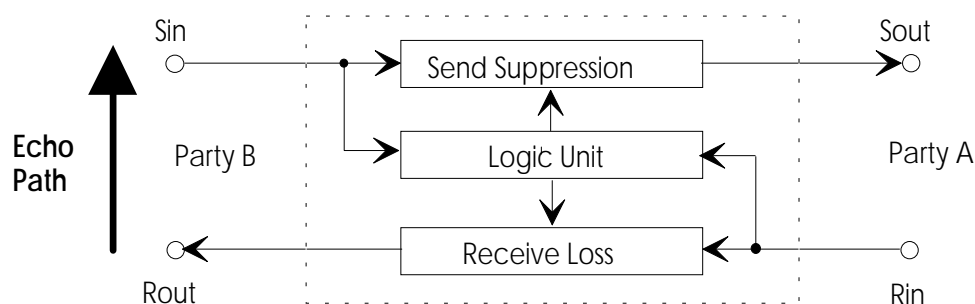 Sin
Sout
Send Suppression
Echo
Path
Party B
Logic Unit
Party A
Receive Loss
Rout
Rin